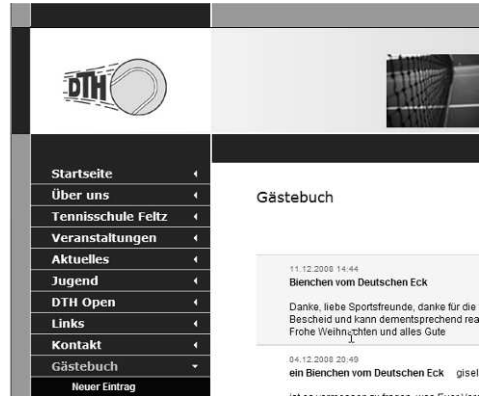 DTH
Startseite
Über uns
Tennisschule Feltz
Veranstaltungen
Aktuelles
Jugend
DTH Open
Links
Kontakt
Gästebuch
Neuer Eintrag
Gästebuch
11.12.2008 14:44
Bienchen vom Deutschen Eck
Danke, liebe Sportsfreunde, danke für die
Bescheid und kann dementsprechend rea
Frohe Weihnachten und alles Gute
04.12.2008 20:49
ein Bienchen vom Deutschen Eck gisel